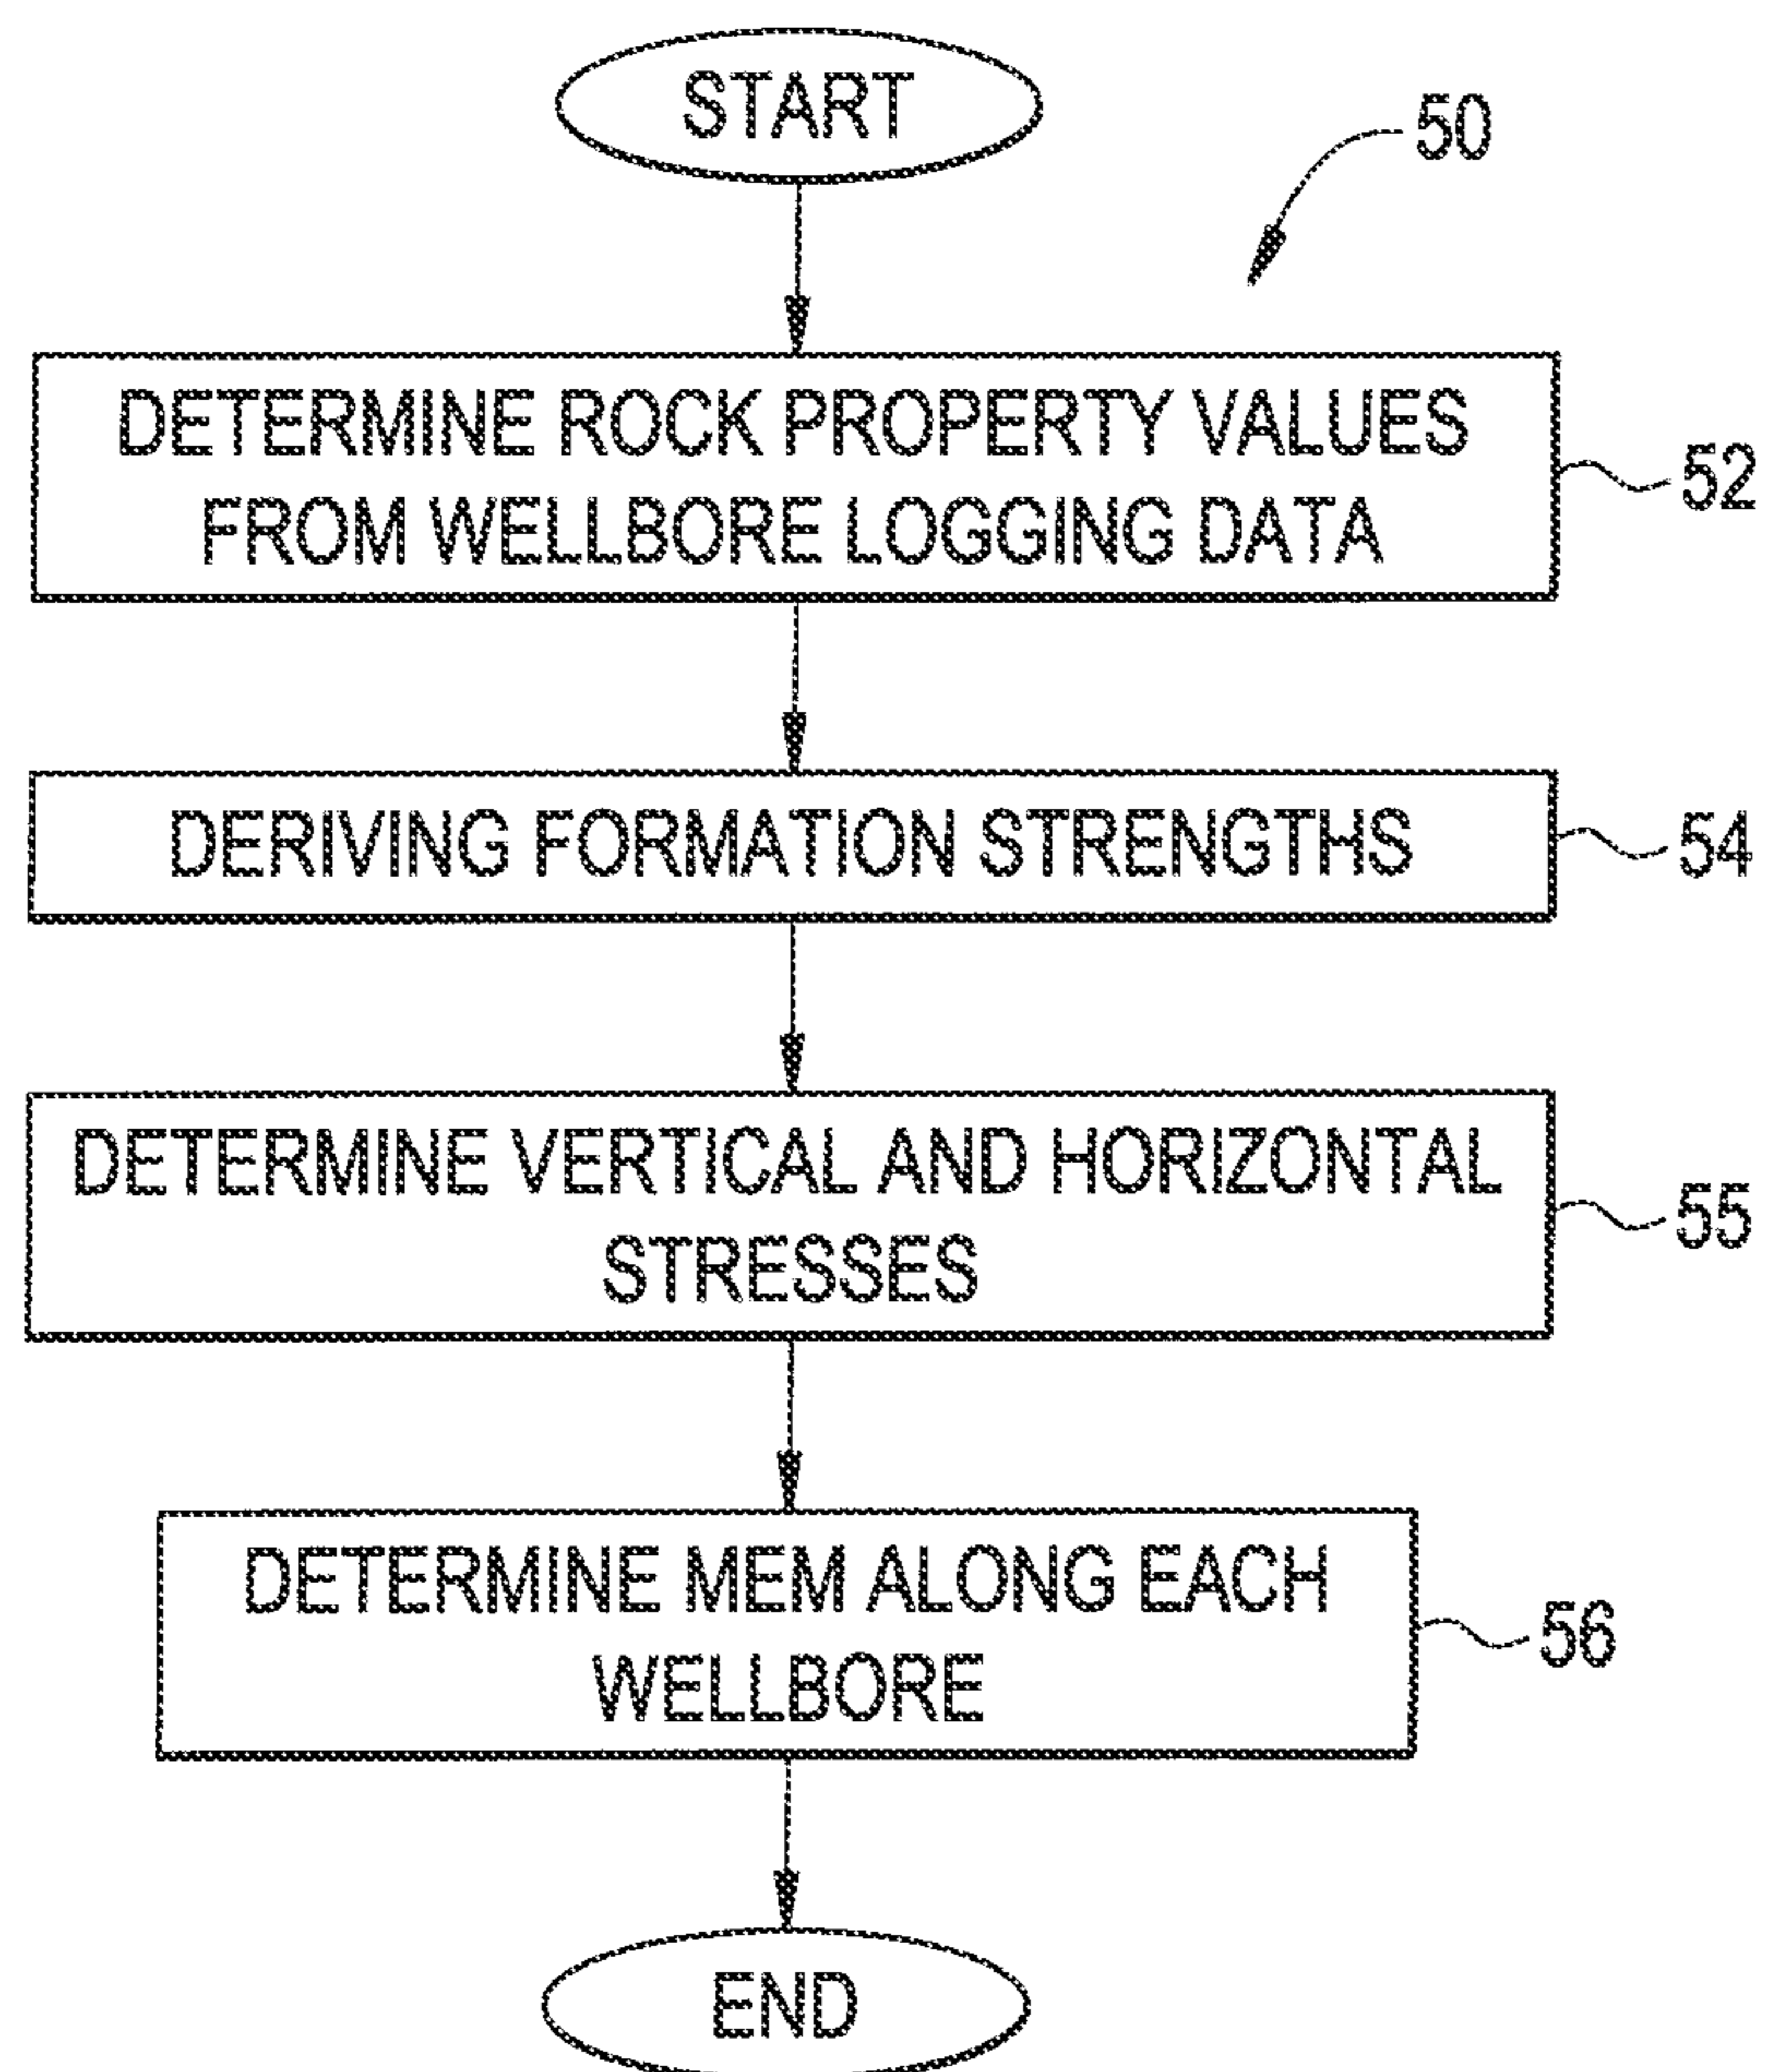 START
50
DETERMINE ROCK PROPERTY VALUES
FROM WELLBORE LOGGING DATA
52
DERIVING FORMATION STRENGTHS
54
DETERMINE VERTICAL AND HORIZONTAL
STRESSES
55
DETERMINE MEM ALONG EACH
WELLBORE
56
END